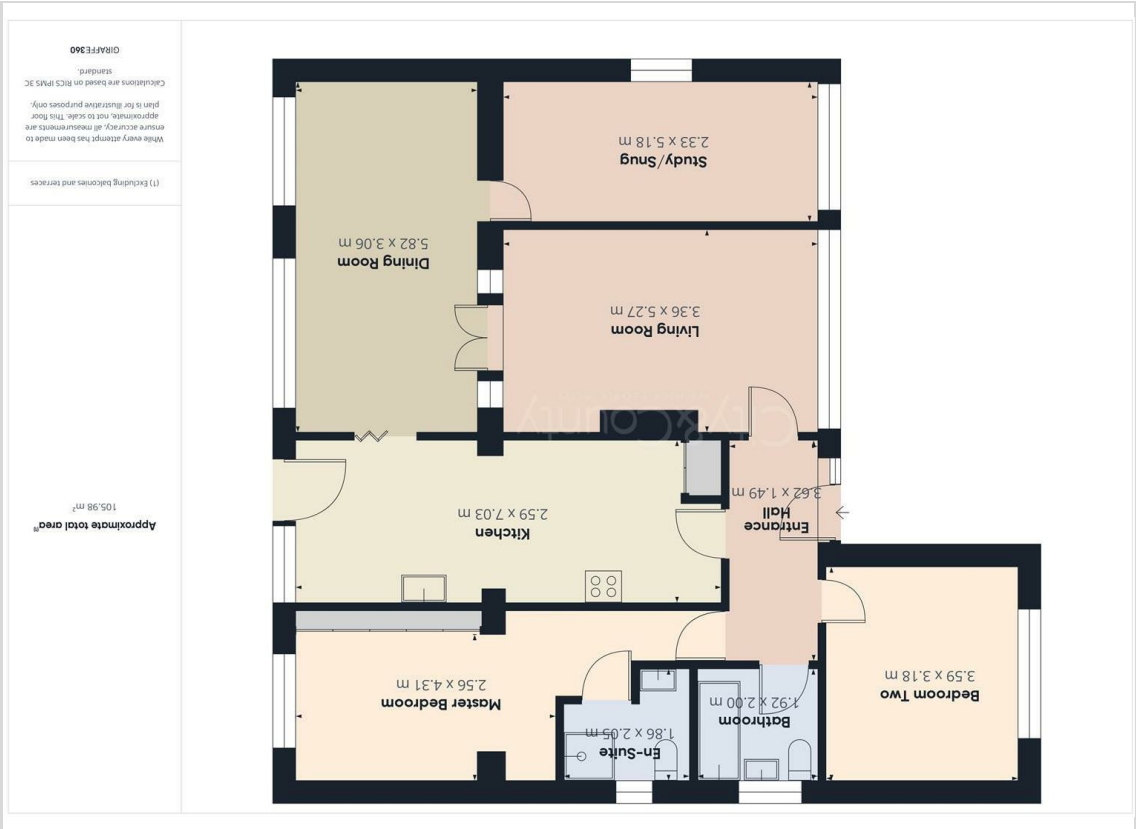 Bedroom Two
3.59 x 3.18 m
Bathroom
1.92 x 2.00 m
En-Suite
1.86 x 2.05 m
Master Bedroom
2.56 x 4.31 m
Entrance
Hall
3.62 x 1.49 m
Kitchen
2.59 x 7.03 m
City&County
Living Room
3.36 x 5.27 m
Dining Room
5.82 x 3.06 m
Study/Snug
2.33 x 5.18 m
Approximate total area(1)
105.98 m²
(1) Excluding balconies and terraces
While every attempt has been made to
ensure accuracy, all measurements are
approximate, not to scale. This floor
plan is for illustrative purposes only.
Calculations are based on RICS IPMS 3C
standard.
GIRAFFE360